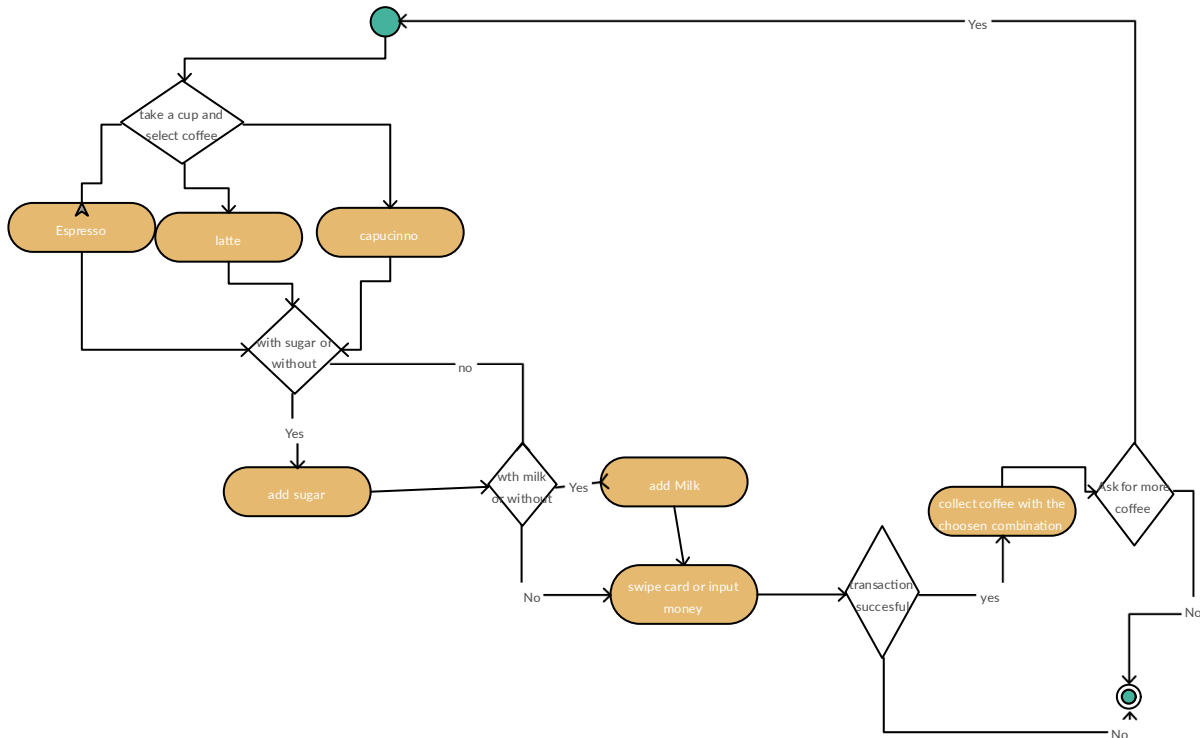 Yes
take a cup and
select coffee
Espresso
latte
capucinno
with sugar or
without
no
Yes
add sugar
wth milk
or without
Yes
add Milk
No
swipe card or input
money
transaction
succesful
yes
collect coffee with the
choosen combination
Ask for more
coffee
No
No